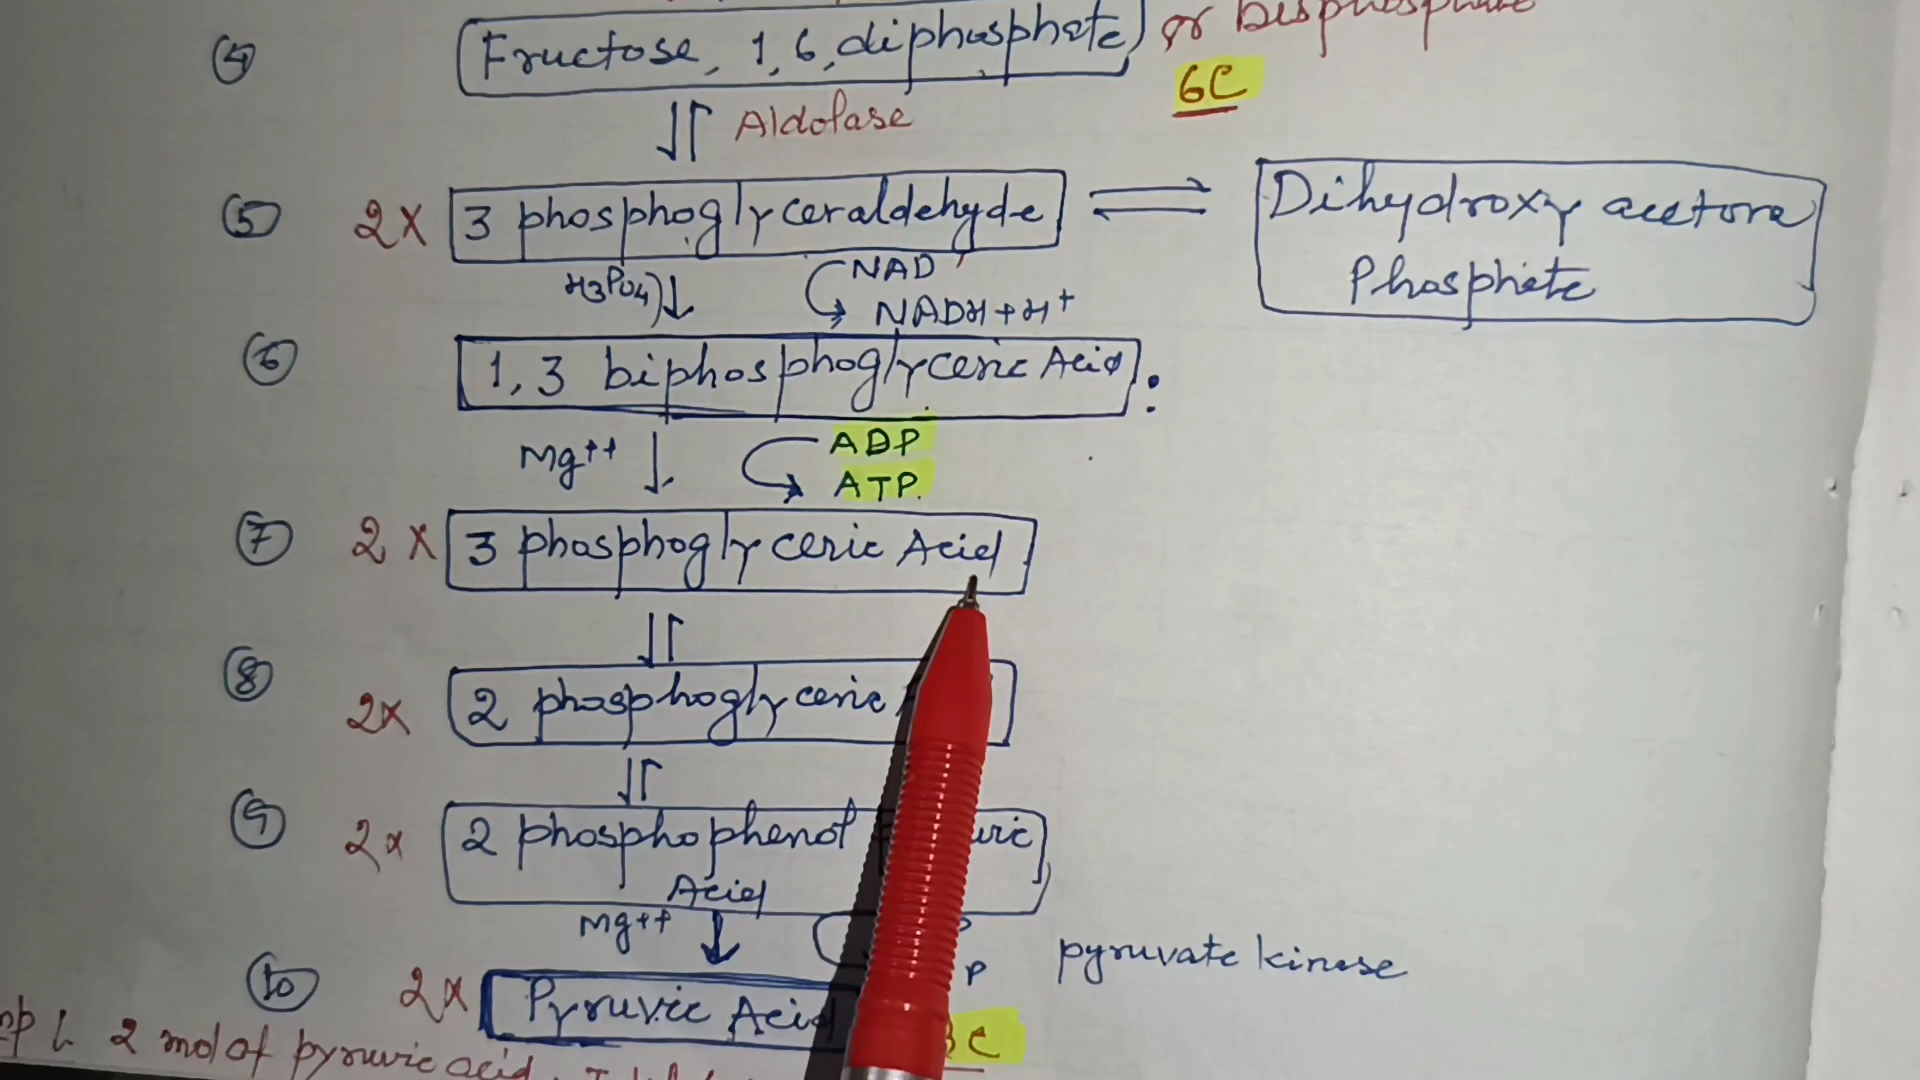 ④ Fructose, 1, 6, diphosphate or bisphosphate
6C
Aldolase
⑤ 2x 3 phosphoglyceraldehyde
Dihydroxy acetone
Phosphate
H3PO4 NAD
NADH+H+
⑥ 1,3 biphosphoglyceric Acid
Mg++ ADP
ATP.
⑦ 2x 3 phosphoglyceric Acid
⑧ 2x 2 phosphoglyceric
⑨ 2x 2 phosphophenol
Acid
Mg++
pyruvate kinase
⑩ 2x Pyruvic Acid
2 mol of pyruvic acid.